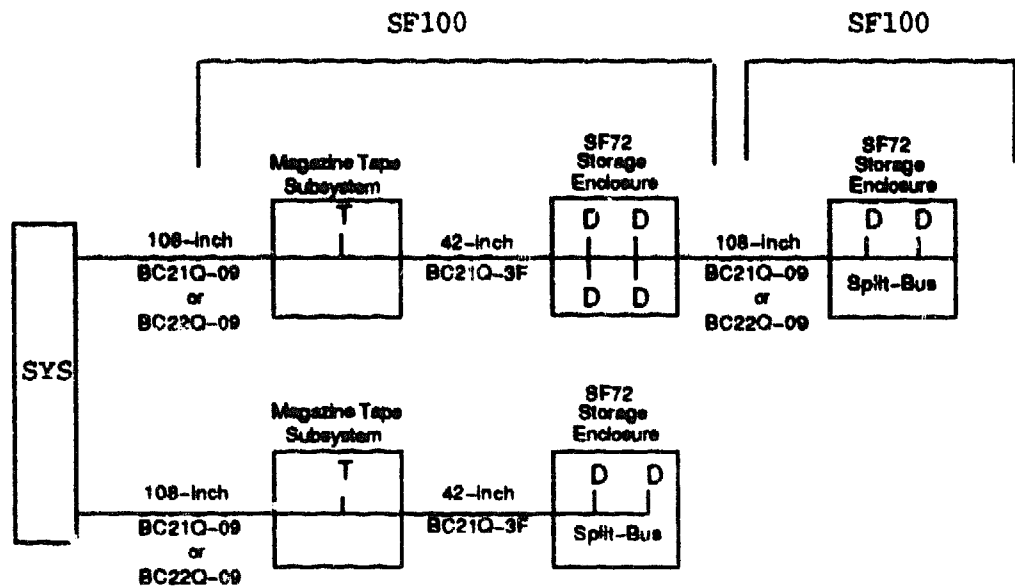 SF100
SF100
Magazine Tape
Subsystem
SF72
Storage
Enclosure
SF72
Storage
Enclosure
T
D D
D D
D D
108-inch
BC21Q-09
or
BC22Q-09
42-inch
BC21Q-3F
108-inch
BC21Q-09
or
BC22Q-09
Split-Bus
SYS
Magazine Tape
Subsystem
SF72
Storage
Enclosure
T
D D
108-inch
BC21Q-09
or
BC22Q-09
42-inch
BC21Q-3F
Split-Bus